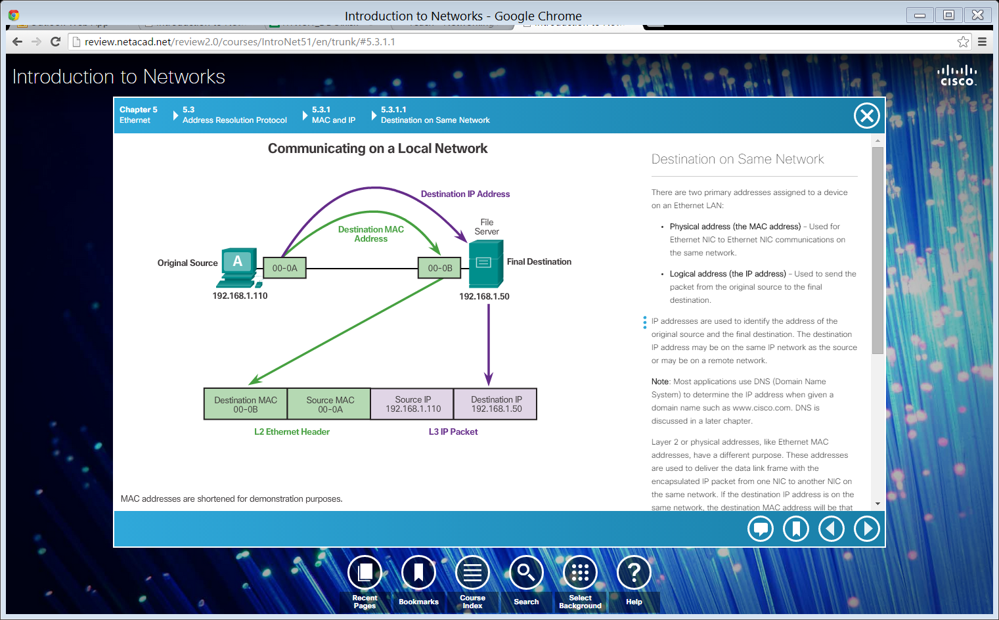 Introduction to Networks - Google Chrome
review.netacad.net/review2.0/courses/IntroNet51/en/trunk/#5.3.1.1
Introduction to Networks
CISCO
Chapter 5
Ethernet
5.3
Address Resolution Protocol
5.3.1
MAC and IP
5.3.1.1
Destination on Same Network
Communicating on a Local Network
Destination IP Address
Destination MAC
Address
File
Server
Original Source
A
00-0A
00-0B
Final Destination
192.168.1.110
192.168.1.50
Destination MAC
00-0B
Source MAC
00-0A
Source IP
192.168.1.110
Destination IP
192.168.1.50
L2 Ethernet Header
L3 IP Packet
MAC addresses are shortened for demonstration purposes.
Destination on Same Network
There are two primary addresses assigned to a device
on an Ethernet LAN:
• Physical address (the MAC address) – Used for
Ethernet NIC to Ethernet NIC communications on
the same network.
• Logical address (the IP address) – Used to send the
packet from the original source to the final
destination.
IP addresses are used to identify the address of the
original source and the final destination. The destination
IP address may be on the same IP network as the source
or may be on a remote network.
Note: Most applications use DNS (Domain Name
System) to determine the IP address when given a
domain name such as www.cisco.com. DNS is
discussed in a later chapter.
Layer 2 or physical addresses, like Ethernet MAC
addresses, have a different purpose. These addresses
are used to deliver the data link frame with the
encapsulated IP packet from one NIC to another NIC on
the same network. If the destination IP address is on the
same network, the destination MAC address will be that
Recent
Pages
Bookmarks
Course
Index
Search
Select
Background
?
Help